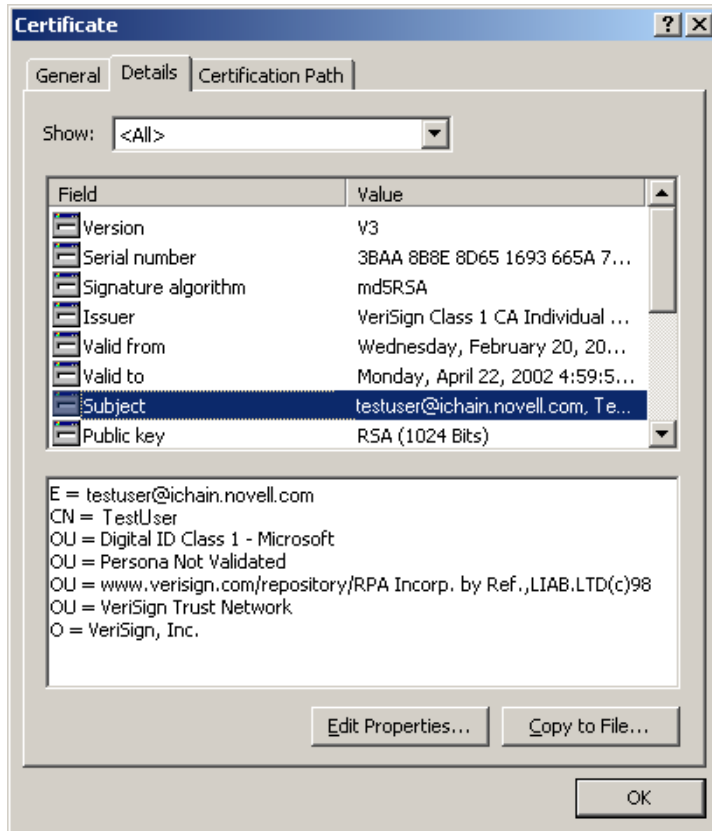 Certificate
General Details Certification Path
Show: <All>
Field Value
Version V3
Serial number 3BAA 8B8E 8D65 1693 665A 7...
Signature algorithm md5RSA
Issuer VeriSign Class 1 CA Individual ...
Valid from Wednesday, February 20, 20...
Valid to Monday, April 22, 2002 4:59:5...
Subject testuser@ichain.novell.com, Te...
Public key RSA (1024 Bits)
E = testuser@ichain.novell.com
CN = TestUser
OU = Digital ID Class 1 - Microsoft
OU = Persona Not Validated
OU = www.verisign.com/repository/RPA Incorp. by Ref.,LIAB.LTD(c)98
OU = VeriSign Trust Network
O = VeriSign, Inc.
Edit Properties... Copy to File...
OK